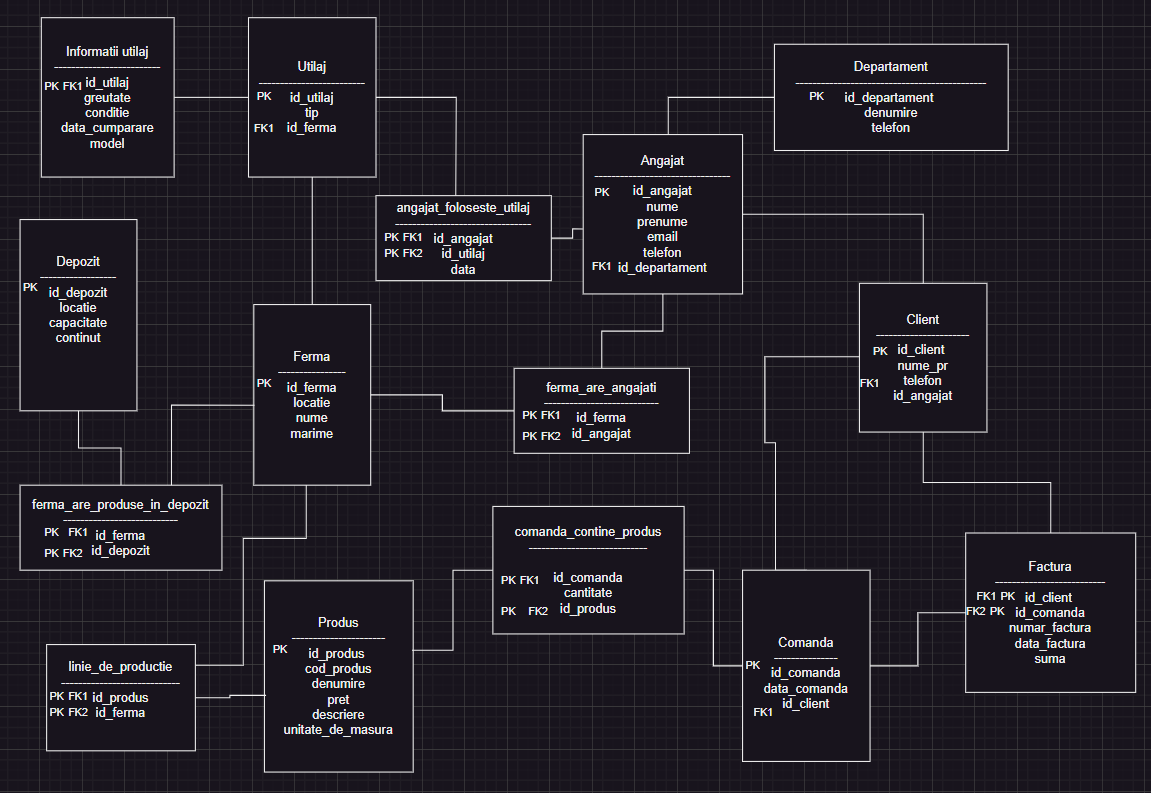 Informatii utilaj
--------------------------
PK FK1 id_utilaj
greutate
conditie
data_cumparare
model
Utilaj
--------------------------
PK id_utilaj
tip
FK1 id_ferma
Departament
----------------------------------------------
PK id_departament
denumire
telefon
Angajat
---------------------------------
PK id_angajat
nume
prenume
email
telefon
FK1 id_departament
angajat_foloseste_utilaj
---------------------------------
PK FK1 id_angajat
PK FK2 id_utilaj
data
Depozit
------------------
PK id_depozit
locatie
capacitate
continut
Ferma
----------------
PK id_ferma
locatie
nume
marime
Client
----------------------
PK id_client
nume_pr
FK1 telefon
id_angajat
ferma_are_angajati
----------------------------
PK FK1 id_ferma
PK FK2 id_angajat
ferma_are_produse_in_depozit
----------------------------
PK FK1 id_ferma
PK FK2 id_depozit
comanda_contine_produs
----------------------------
PK FK1 id_comanda
cantitate
PK FK2 id_produs
Factura
--------------------------
FK1 PK id_client
FK2 PK id_comanda
numar_factura
data_factura
suma
Produs
----------------------
PK id_produs
cod_produs
denumire
pret
descriere
unitate_de_masura
Comanda
---------------
PK id_comanda
data_comanda
id_client
FK1
linie_de_productie
----------------------------
PK FK1 id_produs
PK FK2 id_ferma